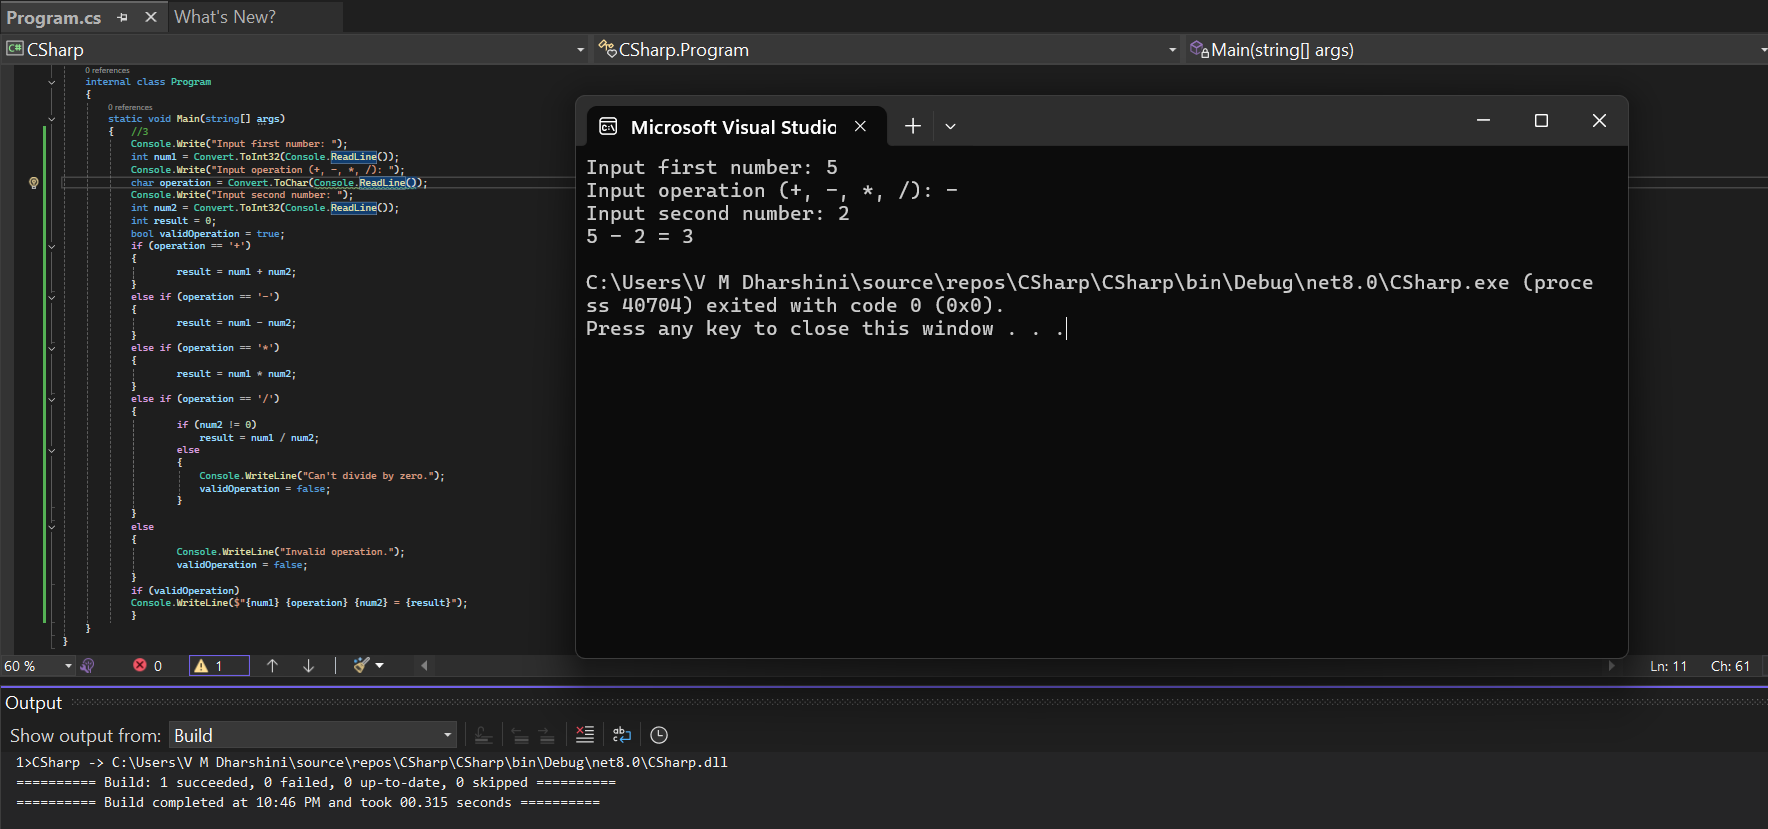 Program.cs
What's New?
CSharp
CSharp.Program
Main(string[] args)
0 references
internal class Program
{
0 references
static void Main(string[] args)
{ //3
Console.Write("Input first number: ");
int num1 = Convert.ToInt32(Console.ReadLine());
Console.Write("Input operation (+, -, *, /): ");
char operation = Convert.ToChar(Console.ReadLine());
Console.Write("Input second number: ");
int num2 = Convert.ToInt32(Console.ReadLine());
int result = 0;
bool validOperation = true;
if (operation == '+')
{
result = num1 + num2;
}
else if (operation == '-')
{
result = num1 - num2;
}
else if (operation == '*')
{
result = num1 * num2;
}
else if (operation == '/')
{
if (num2 != 0)
result = num1 / num2;
else
{
Console.WriteLine("Can't divide by zero.");
validOperation = false;
}
}
else
{
Console.WriteLine("Invalid operation.");
validOperation = false;
}
if (validOperation)
Console.WriteLine($"{num1} {operation} {num2} = {result}");
}
}
}
Microsoft Visual Studio
Input first number: 5
Input operation (+, -, *, /): -
Input second number: 2
5 - 2 = 3
C:\Users\V M Dharshini\source\repos\CSharp\CSharp\bin\Debug\net8.0\CSharp.exe (proce
ss 40704) exited with code 0 (0x0).
Press any key to close this window . . .
60 %
0
1
Ln: 11
Ch: 61
Output
Show output from: Build
1>CSharp -> C:\Users\V M Dharshini\source\repos\CSharp\CSharp\bin\Debug\net8.0\CSharp.dll
========== Build: 1 succeeded, 0 failed, 0 up-to-date, 0 skipped ==========
========== Build completed at 10:46 PM and took 00.315 seconds ==========